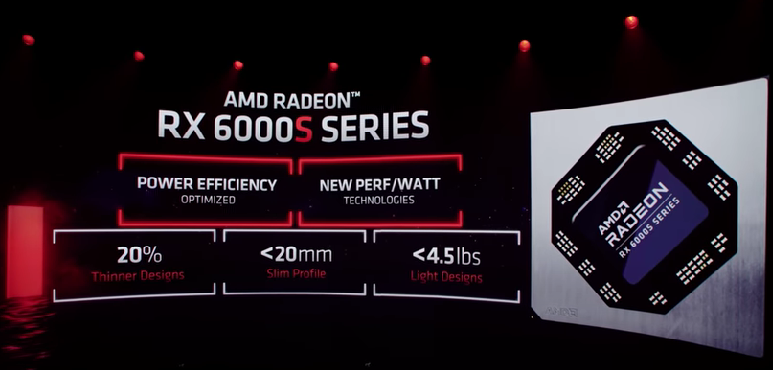 AMD RADEON™
RX 6000S SERIES
POWER EFFICIENCY
OPTIMIZED
NEW PERF/WATT
TECHNOLOGIES
20%
Thinner Designs
<20mm
Slim Profile
<4.5lbs
Light Designs
AMD
RADEON
RX 6000S SERIES